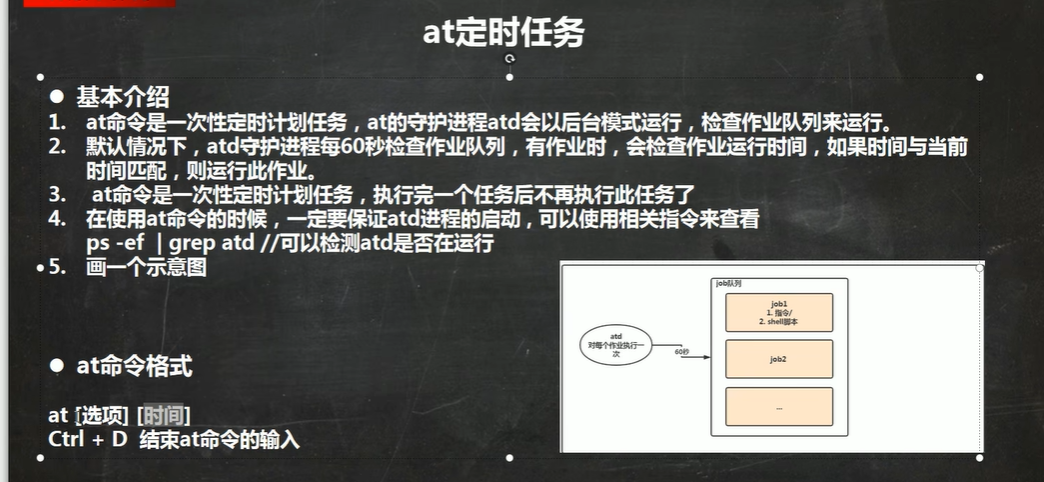 at定时任务
● 基本介绍
1. at命令是一次性定时计划任务，at的守护进程atd会以后台模式运行，检查作业队列来运行。
2. 默认情况下，atd守护进程每60秒检查作业队列，有作业时，会检查作业运行时间，如果时间与当前
时间匹配，则运行此作业。
3. at命令是一次性定时计划任务，执行完一个任务后不再执行此任务了
4. 在使用at命令的时候，一定要保证atd进程的启动，可以使用相关指令来查看
ps -ef | grep atd //可以检测atd是否在运行
5. 画一个示意图
job队列
job1
1. 指令/
2. shell脚本
atd
对每个作业执行一
次
60秒
job2
...
● at命令格式
at [选项] [时间]
Ctrl + D 结束at命令的输入